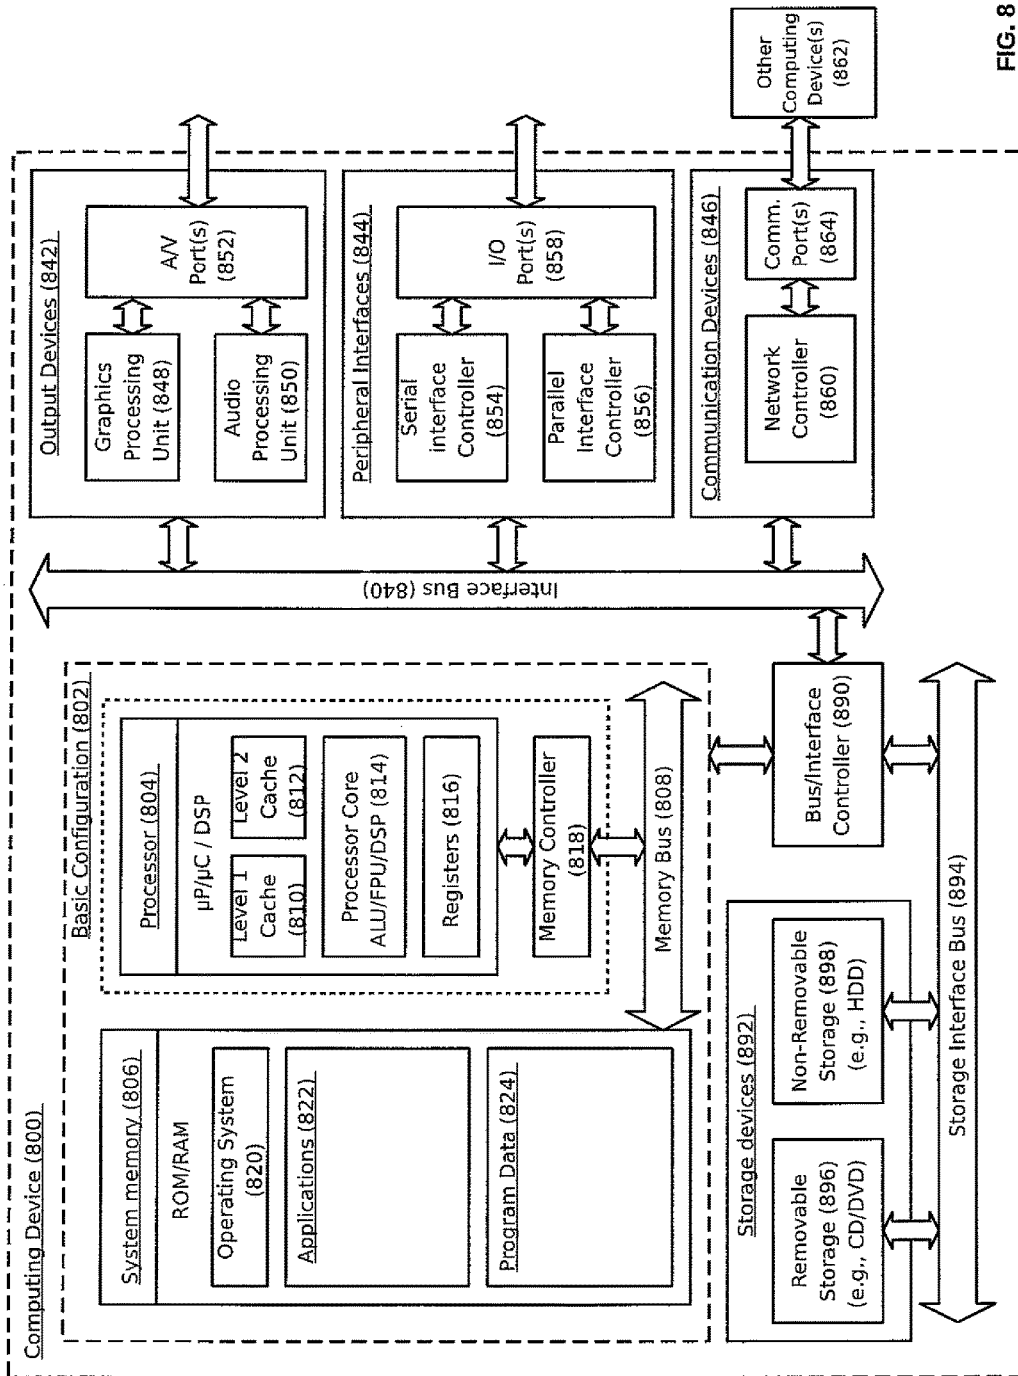 Computing Device (800)
Basic Configuration (802)
System memory (806)
ROM/RAM
Operating System
(820)
Applications (822)
Program Data (824)
Processor (804)
µP/µC / DSP
Level 1
Cache
(810)
Level 2
Cache
(812)
Processor Core
ALU/FPU/DSP (814)
Registers (816)
Memory Controller
(818)
Memory Bus (808)
Interface Bus (840)
Output Devices (842)
Graphics
Processing
Unit (848)
Audio
Processing
Unit (850)
A/V
Port(s)
(852)
Peripheral Interfaces (844)
Serial
interface
Controller
(854)
Parallel
Interface
Controller
(856)
I/O
Port(s)
(858)
Communication Devices (846)
Network
Controller
(860)
Comm.
Port(s)
(864)
Other
Computing
Device(s)
(862)
Bus/Interface
Controller (890)
Storage devices (892)
Removable
Storage (896)
(e.g., CD/DVD)
Non-Removable
Storage (898)
(e.g., HDD)
Storage Interface Bus (894)
FIG. 8